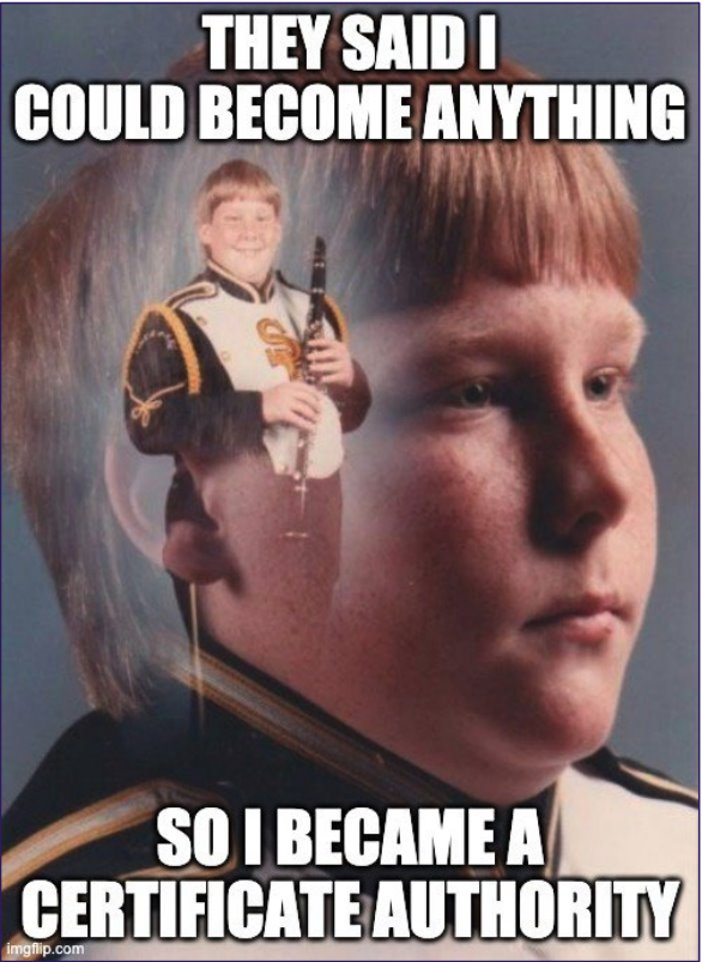 THEY SAID I
COULD BECOME ANYTHING
SO I BECAME A
CERTIFICATE AUTHORITY
imgflip.com